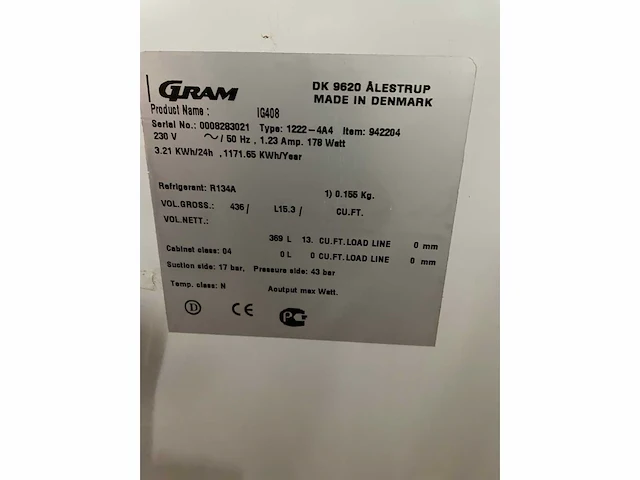 GRAM
DK 9620 ÅLESTRUP
MADE IN DENMARK
Product Name : IG408
Serial No.: 0008283021 Type: 1222-4A4 Item: 942204
230 V ~/ 50 Hz , 1.23 Amp. 178 Watt
3.21 KWh/24h , 1171.65 KWh/Year
Refrigerant: R134A 1) 0.155 Kg.
VOL.GROSS.: 436/ L15.3/ CU.FT.
VOL.NETT.:
369 L 13. CU.FT.LOAD LINE 0 mm
Cabinet class: 04 0 L 0 CU.FT.LOAD LINE 0 mm
Suction side: 17 bar, Pressure side: 43 bar
Temp. class: N Aoutput max Watt.
D CE PC